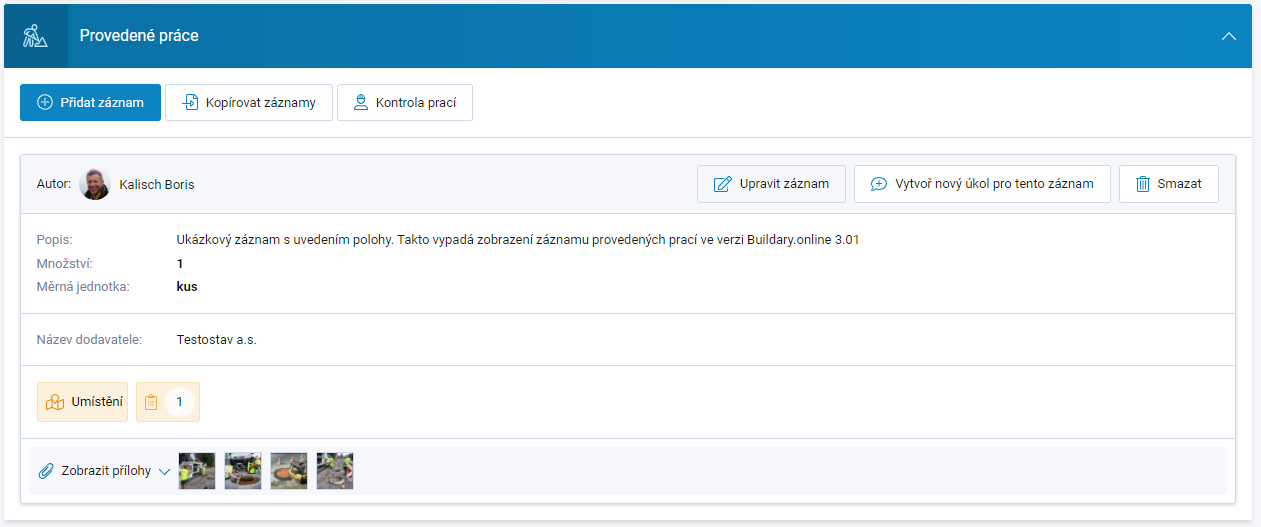 Provedené práce
Přidat záznam
Kopírovat záznamy
Kontrola prací
Autor: Kalisch Boris
Upravit záznam
Vytvoř nový úkol pro tento záznam
Smazat
Popis: Ukázkový záznam s uvedením polohy. Takto vypadá zobrazení záznamu provedených prací ve verzi Buildary.online 3.01
Množství: 1
Měrná jednotka: kus
Název dodavatele: Testostav a.s.
Umístění
1
Zobrazit přílohy